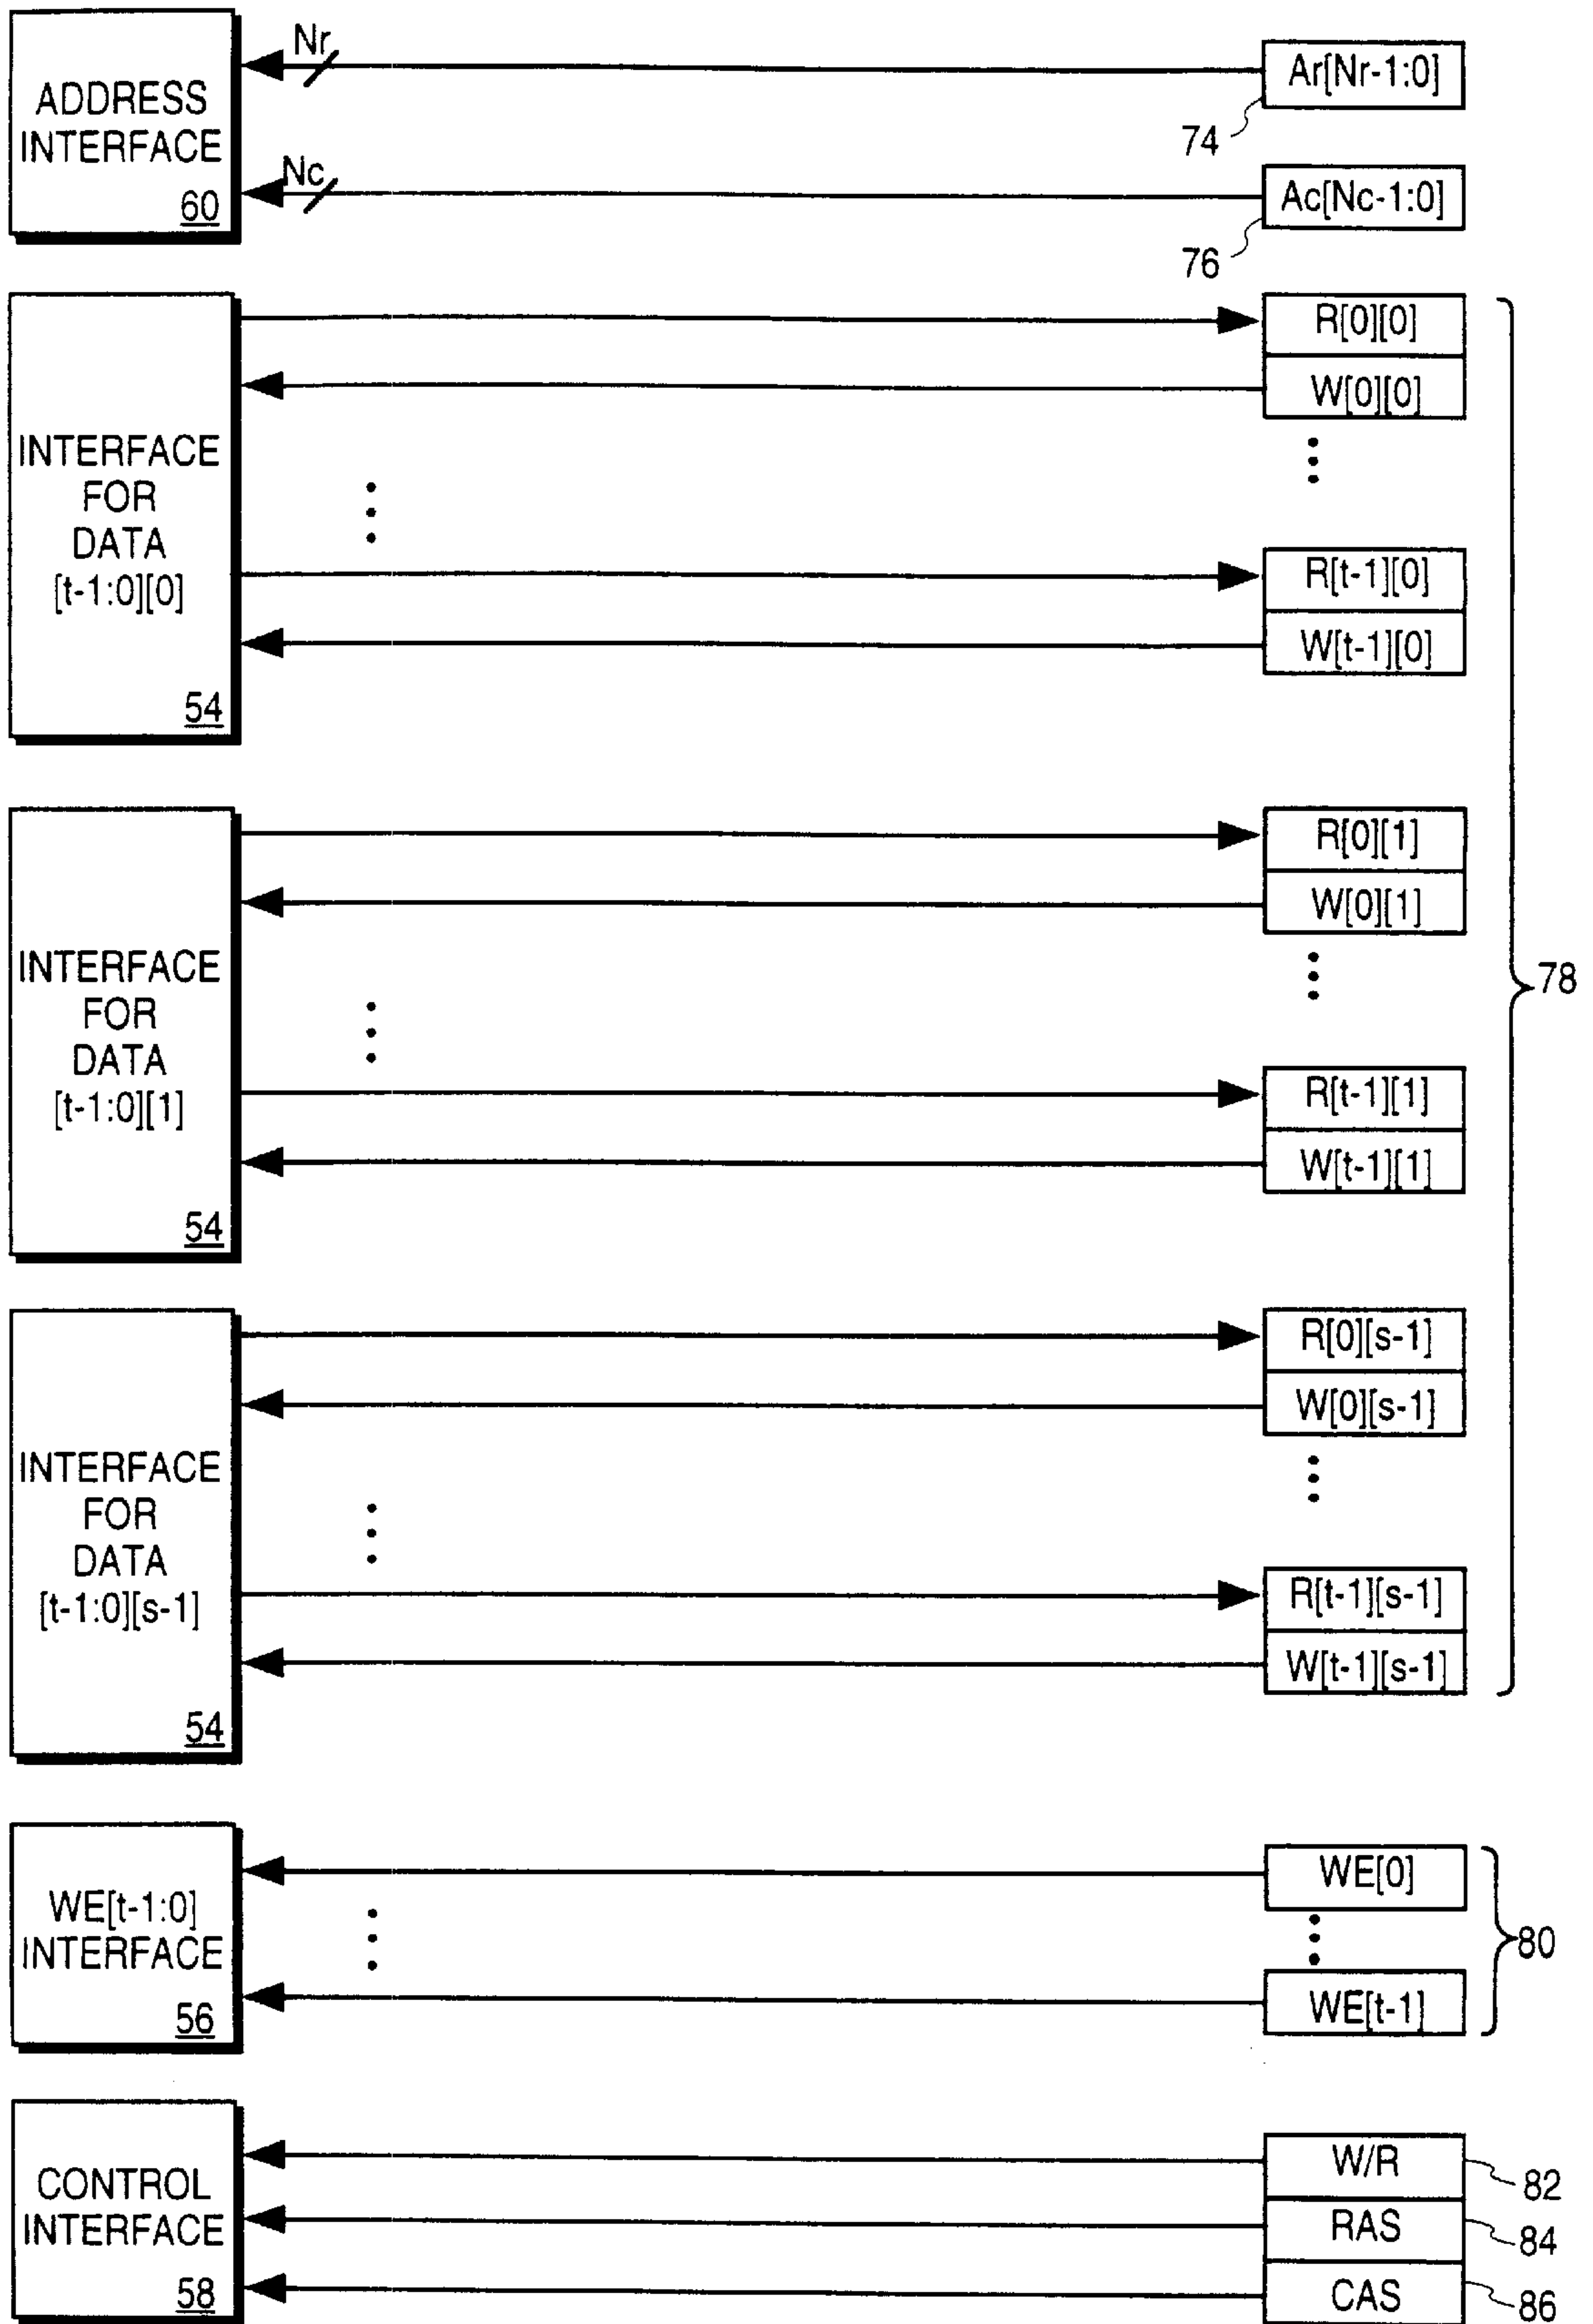 Nr
Ar[Nr-1:0]
ADDRESS
INTERFACE
60
74
Nc
Ac[Nc-1:0]
76
R[0][0]
W[0][0]
INTERFACE
FOR
DATA
[t-1:0][0]
54
R[t-1][0]
W[t-1][0]
R[0][1]
W[0][1]
INTERFACE
FOR
DATA
[t-1:0][1]
54
78
R[t-1][1]
W[t-1][1]
R[0][s-1]
W[0][s-1]
INTERFACE
FOR
DATA
[t-1:0][s-1]
54
R[t-1][s-1]
W[t-1][s-1]
WE[t-1:0]
INTERFACE
56
WE[0]
80
WE[t-1]
CONTROL
INTERFACE
58
W/R
82
RAS
84
CAS
86